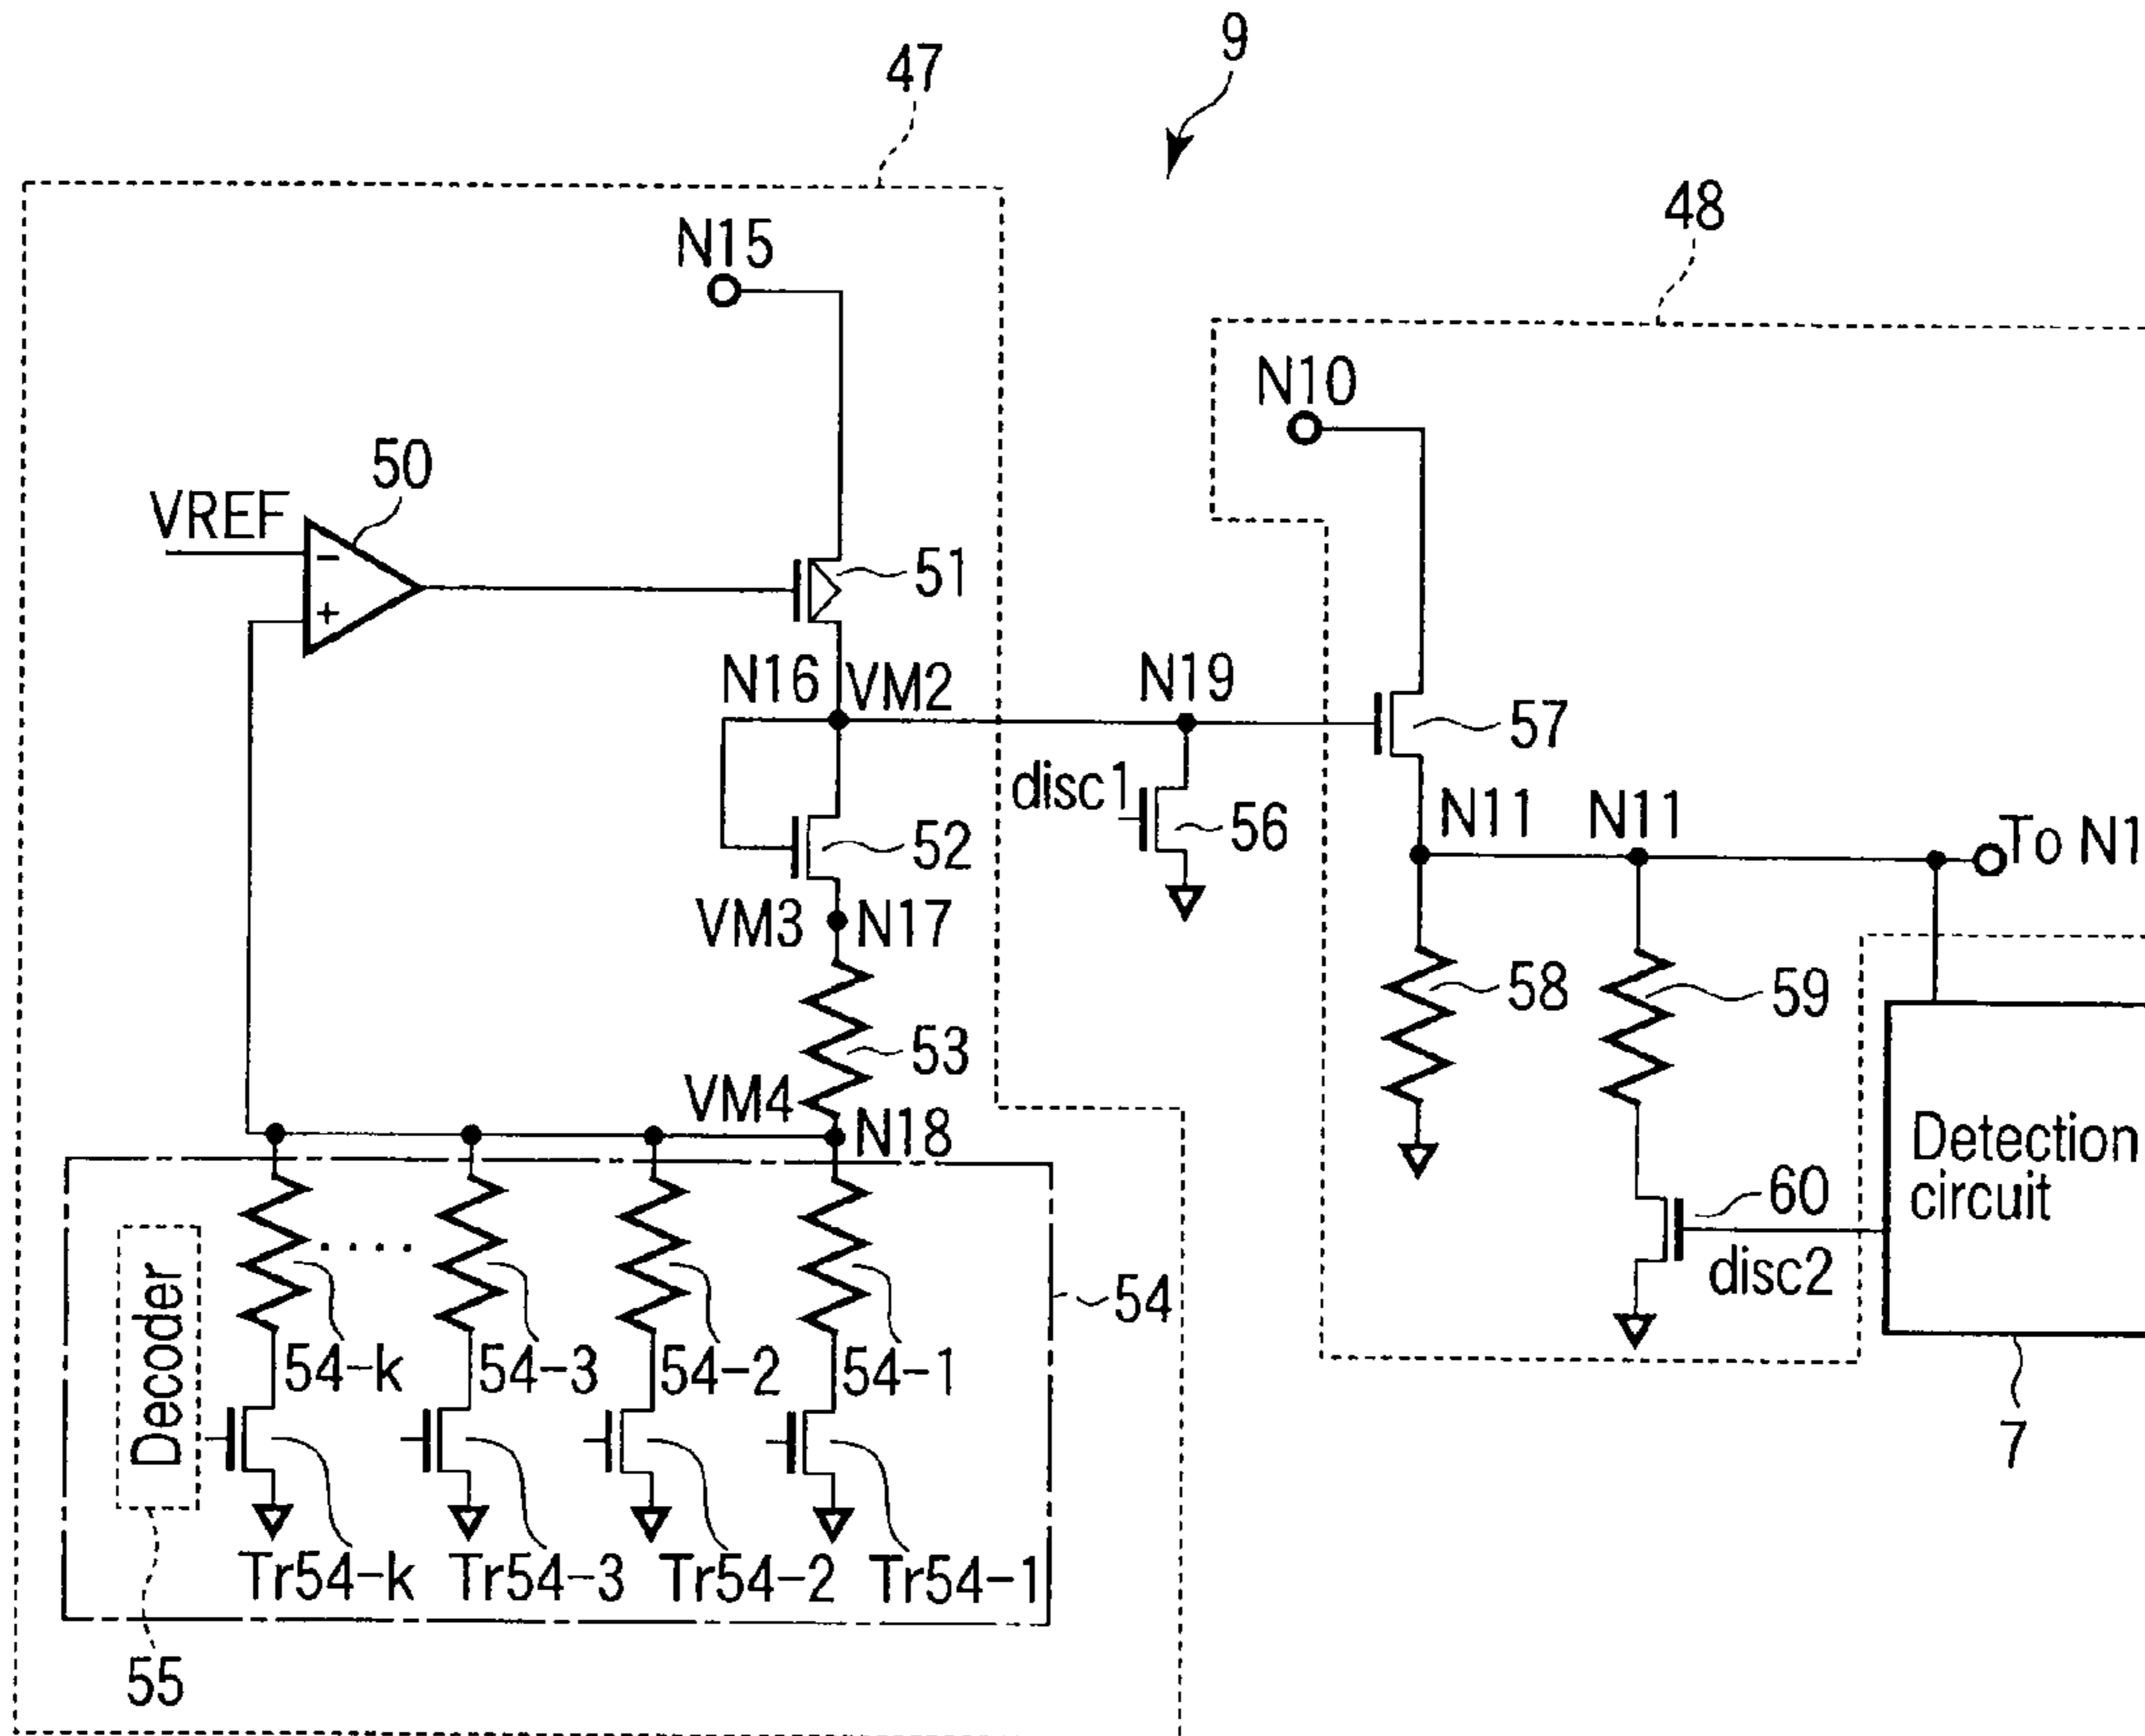 9
47
48
N15
N10
50
VREF
−
+
51
N16
VM2
N19
57
disc1
56
N11
N11
To N1
52
VM3
N17
58
59
53
VM4
N18
Detection
circuit
60
disc2
54
Decoder
54-k
54-3
54-2
54-1
7
Tr54-k
Tr54-3
Tr54-2
Tr54-1
55